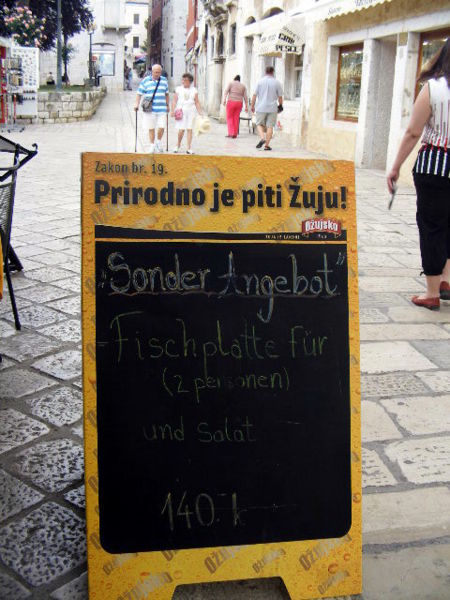 Zakon br. 19.
Prirodno je piti Žuju!
Ožujsko
"Sonder Angebot"
- Fischplatte für
(2 personen)
und Salat
140. k